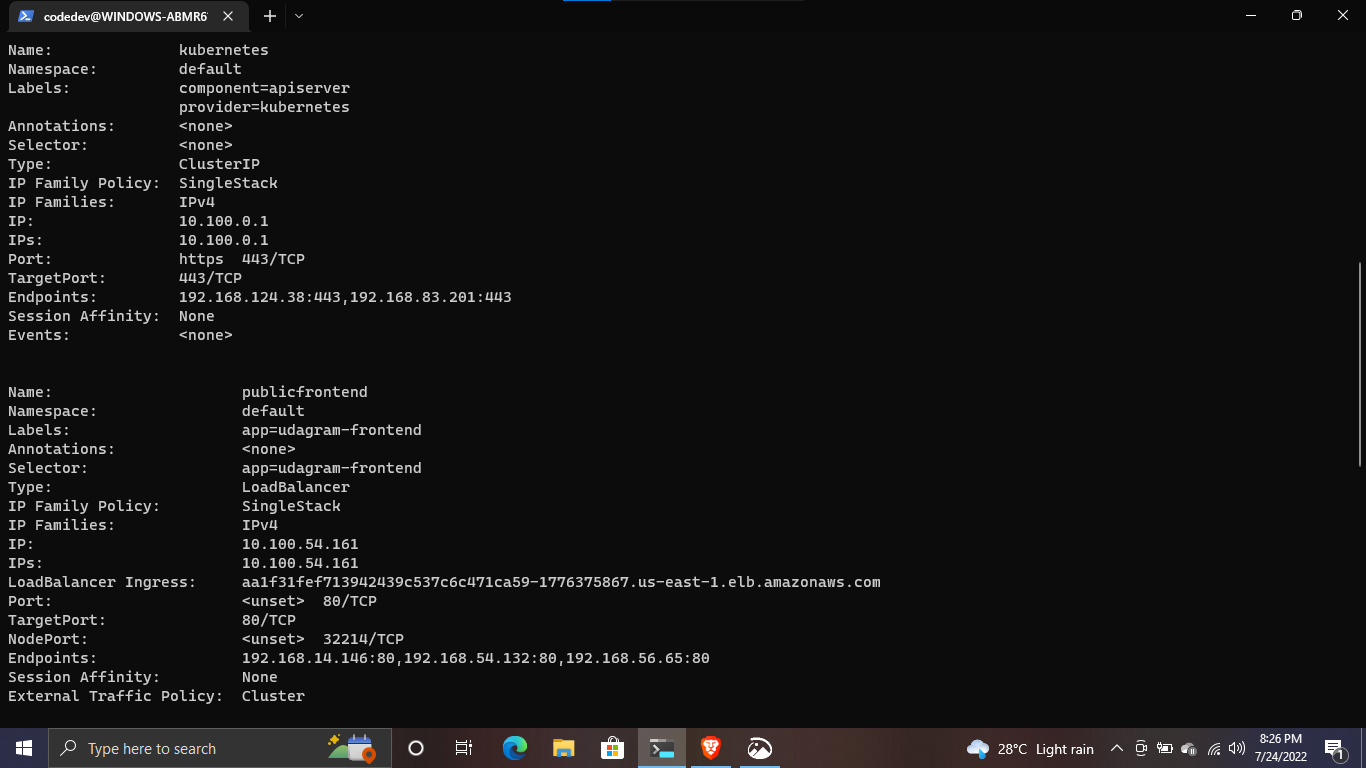 codedev@WINDOWS-ABMR6
Name: kubernetes
Namespace: default
Labels: component=apiserver
provider=kubernetes
Annotations: <none>
Selector: <none>
Type: ClusterIP
IP Family Policy: SingleStack
IP Families: IPv4
IP: 10.100.0.1
IPs: 10.100.0.1
Port: https 443/TCP
TargetPort: 443/TCP
Endpoints: 192.168.124.38:443,192.168.83.201:443
Session Affinity: None
Events: <none>
Name: publicfrontend
Namespace: default
Labels: app=udagram-frontend
Annotations: <none>
Selector: app=udagram-frontend
Type: LoadBalancer
IP Family Policy: SingleStack
IP Families: IPv4
IP: 10.100.54.161
IPs: 10.100.54.161
LoadBalancer Ingress: aa1f31fef713942439c537c6c471ca59-1776375867.us-east-1.elb.amazonaws.com
Port: <unset> 80/TCP
TargetPort: 80/TCP
NodePort: <unset> 32214/TCP
Endpoints: 192.168.14.146:80,192.168.54.132:80,192.168.56.65:80
Session Affinity: None
External Traffic Policy: Cluster
Type here to search
28°C Light rain
8:26 PM
7/24/2022
1